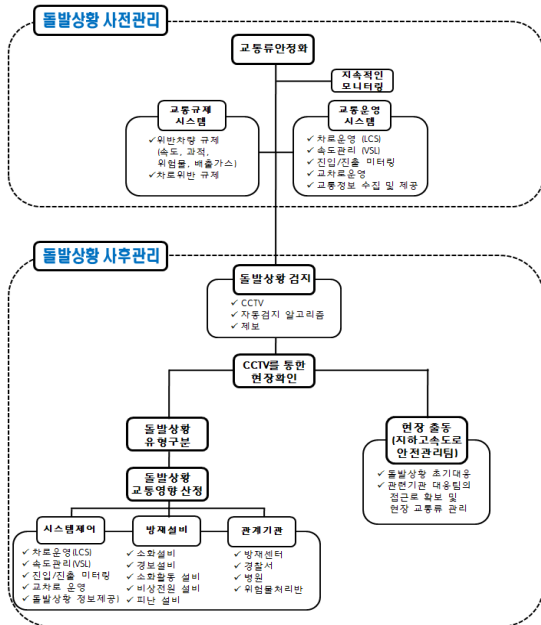 돌발상황 사전관리
교통류안정화
지속적인
모니터링
교통규제
시스템
✓위반차량 규제
(속도, 과적,
위험물, 배출가스)
✓차로위반 규제
교통운영
시스템
✓차로운영 (LCS)
✓속도관리 (VSL)
✓진입/진출 미터링
✓교차로운영
✓교통정보 수집 및 제공
돌발상황 사후관리
돌발상황 검지
✓CCTV
✓자동검지 알고리즘
✓제보
CCTV를 통한
현장확인
돌발상황
유형구분
돌발상황
교통영향 산정
현장 출동
(지하고속도로
안전관리팀)
✓돌발상황 초기대응
✓관련기관 대응팀의
접근로 확보 및
현장 교통류 관리
시스템제어
✓차로운영(LCS)
✓속도관리(VSL)
✓진입/진출 미터링
✓교차로 운영
✓돌발상황 정보제공)
방재설비
✓소화설비
✓경보설비
✓소화활동 설비
✓비상전원 설비
✓피난 설비
관계기관
✓방재센터
✓경찰서
✓병원
✓위험물처리반